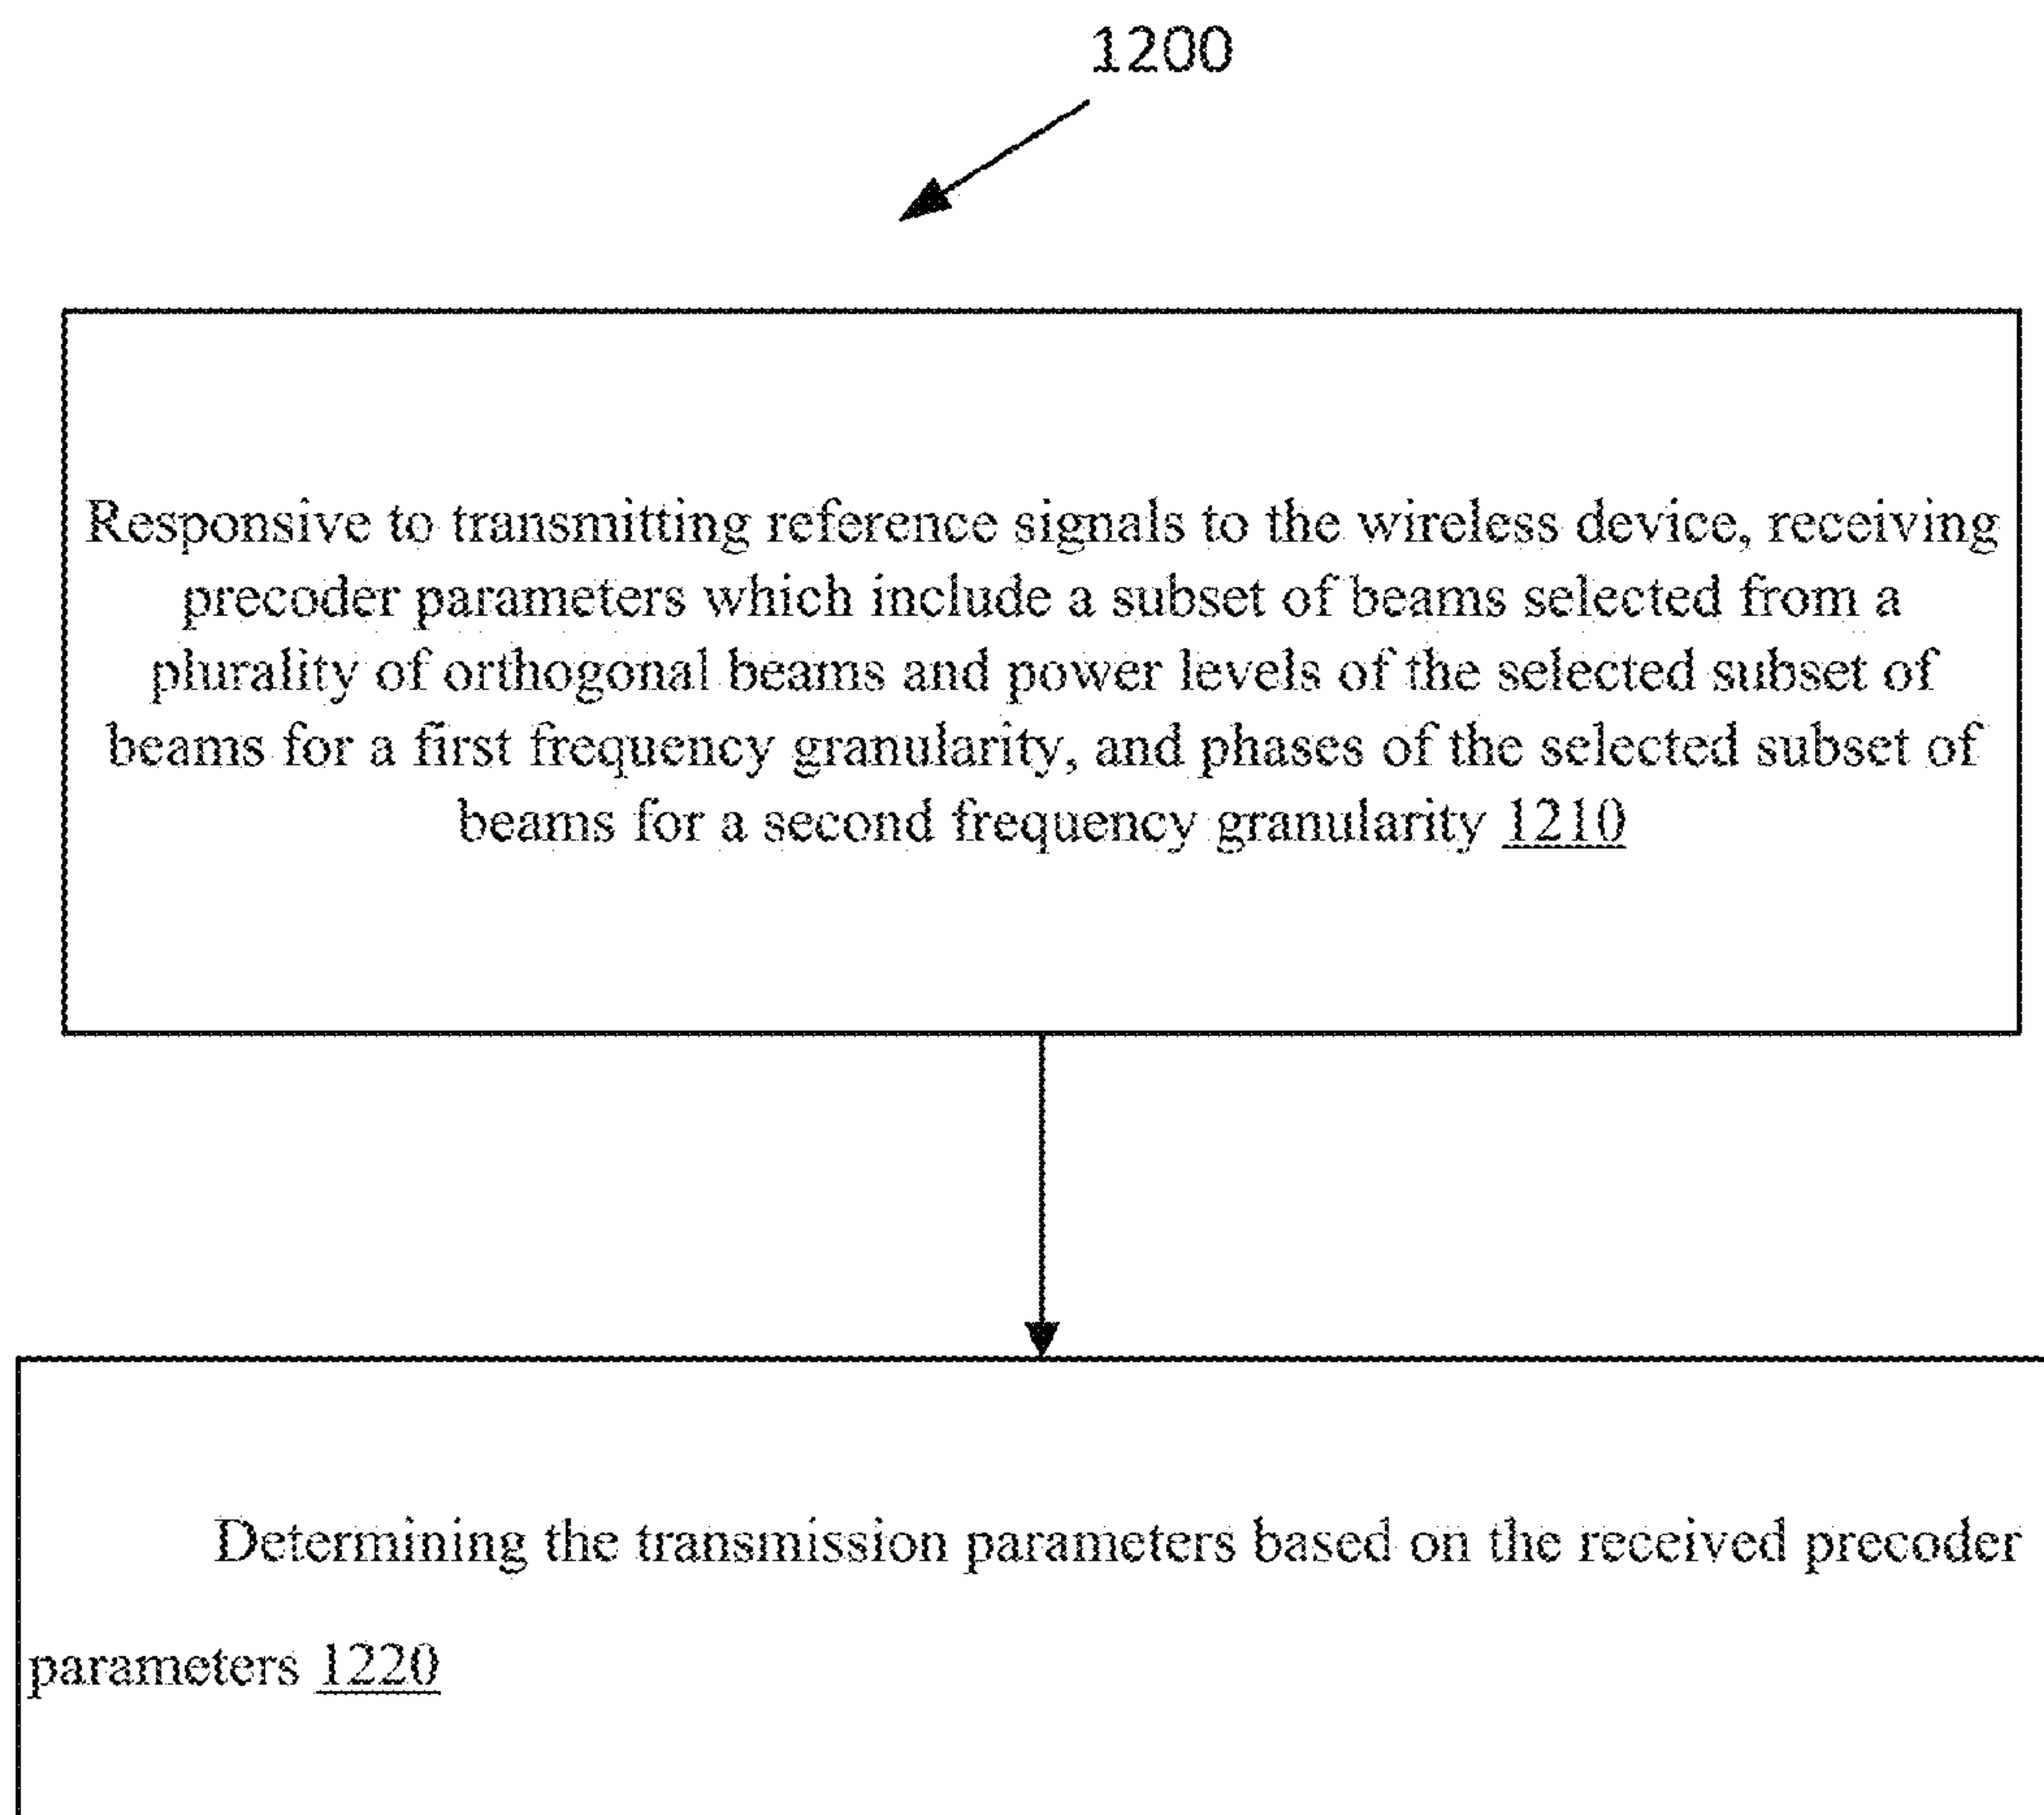 1200
Responsive to transmitting reference signals to the wireless device, receiving
precoder parameters which include a subset of beams selected from a
plurality of orthogonal beams and power levels of the selected subset of
beams for a first frequency granularity, and phases of the selected subset of
beams for a second frequency granularity 1210
Determining the transmission parameters based on the received precoder
parameters 1220